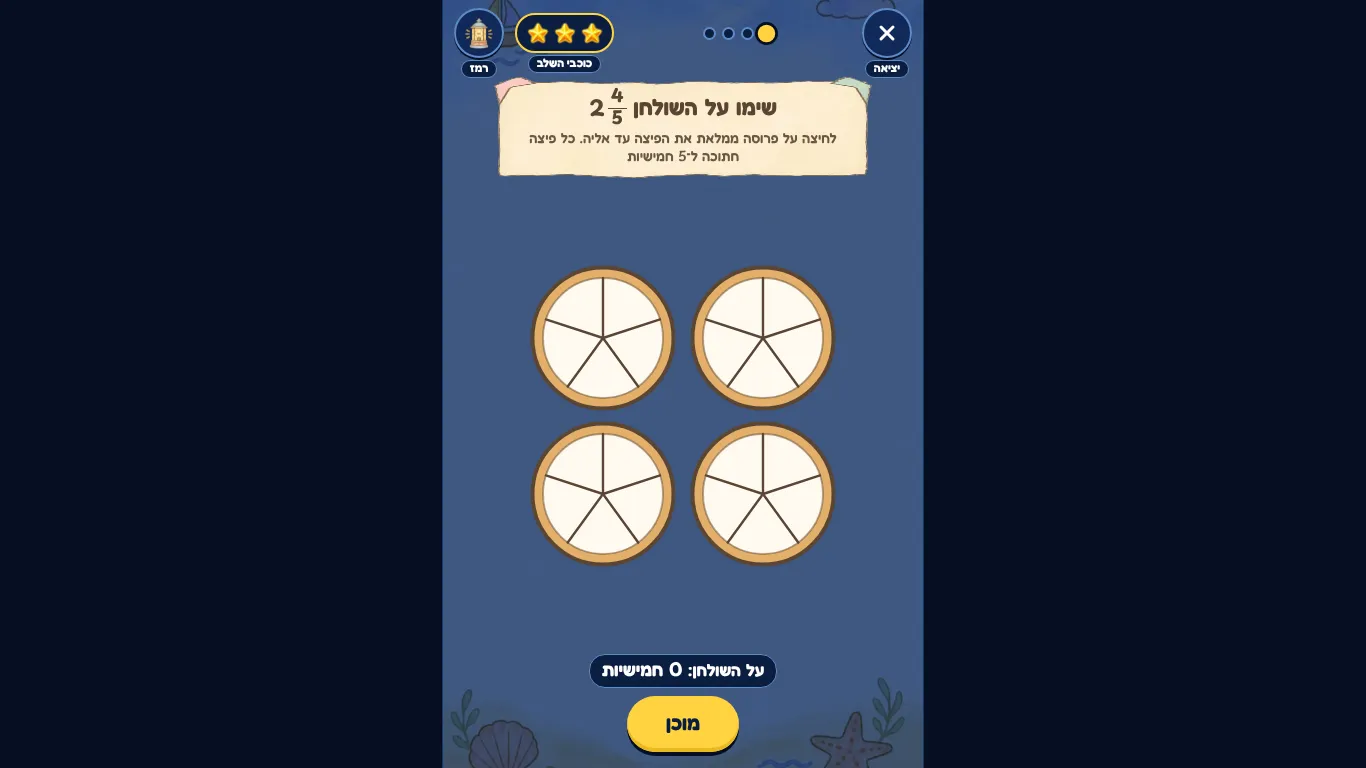 יציאה
כוכבי השלב
רמז
שימו על השולחן 2 4/5
לחיצה על פרוסה ממלאת את הפיצה עד אליה. כל פיצה
חתוכה ל־5 חמישיות
על השולחן: 0 חמישיות
מוכן